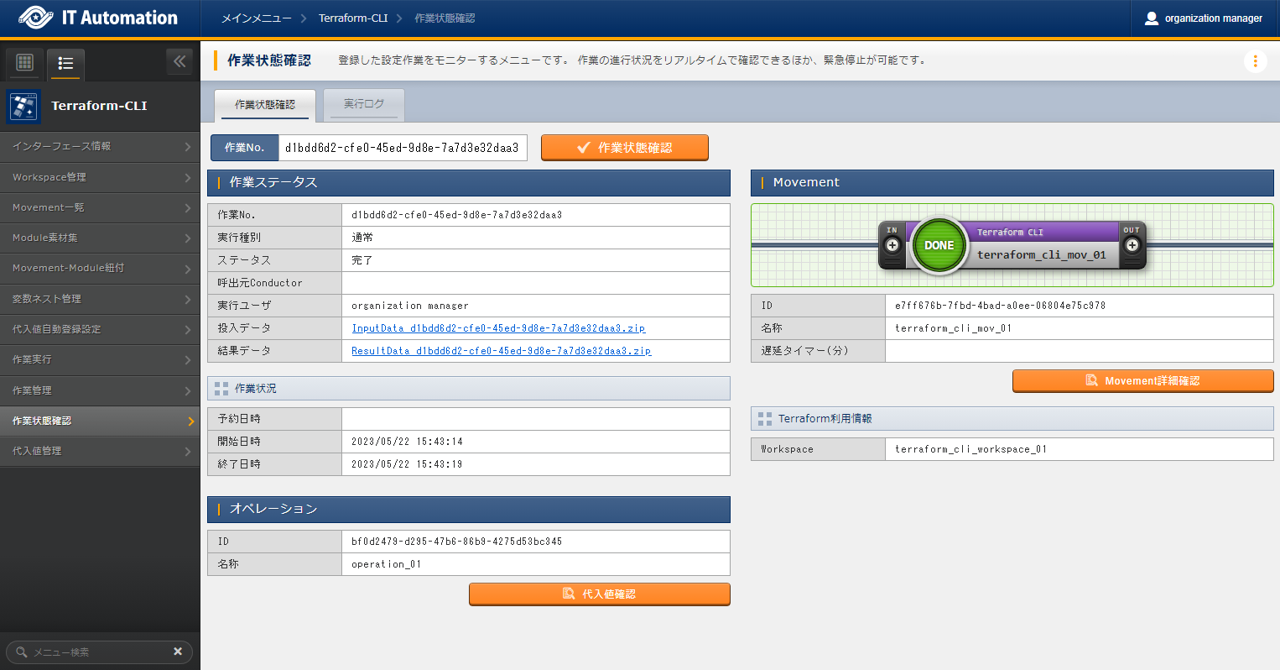 IT Automation
メインメニュー > Terraform-CLI > 作業状態確認
organization manager
Terraform-CLI
インターフェース情報
Workspace管理
Movement一覧
Module素材集
Movement-Module紐付
変数ネスト管理
代入値自動登録設定
作業実行
作業管理
作業状態確認
代入値管理
メニュー検索
作業状態確認 登録した設定作業をモニターするメニューです。 作業の進行状況をリアルタイムで確認できるほか、緊急停止が可能です。
作業状態確認 実行ログ
作業No. d1bdd6d2-cfe0-45ed-9d8e-7a7d3e32daa3 作業状態確認
作業ステータス
作業No. d1bdd6d2-cfe0-45ed-9d8e-7a7d3e32daa3
実行種別 通常
ステータス 完了
呼出元Conductor
実行ユーザ organization manager
投入データ InputData_d1bdd6d2-cfe0-45ed-9d8e-7a7d3e32daa3.zip
結果データ ResultData_d1bdd6d2-cfe0-45ed-9d8e-7a7d3e32daa3.zip
作業状況
予約日時
開始日時 2023/05/22 15:43:14
終了日時 2023/05/22 15:43:19
オペレーション
ID bf0d2479-d295-47b6-86b9-4275d53bc345
名称 operation_01
代入値確認
Movement
IN DONE Terraform CLI OUT
terraform_cli_mov_01
ID e7ff676b-7fbd-4bad-a0ee-06804e75c978
名称 terraform_cli_mov_01
遅延タイマー(分)
Movement詳細確認
Terraform利用情報
Workspace terraform_cli_workspace_01